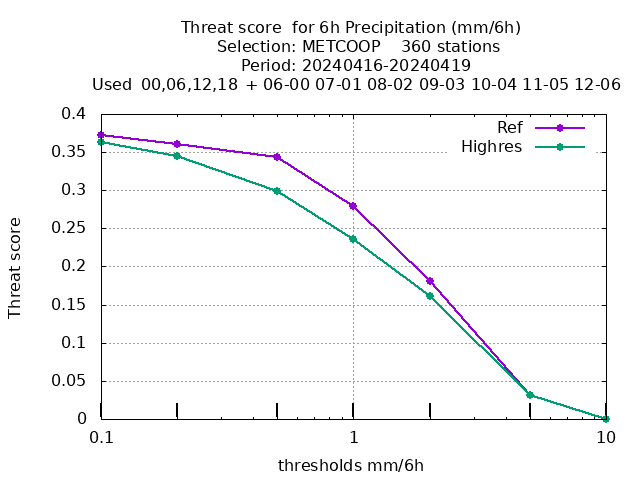 Threat score  for 6h Precipitation (mm/6h)
Selection: METCOOP    360 stations
Period: 20240416-20240419
Used  00,06,12,18  + 06-00 07-01 08-02 09-03 10-04 11-05 12-06
Ref
Highres
0.4
0.35
0.3
0.25
0.2
0.15
0.1
0.05
0
Threat score
0.1 1 10
thresholds mm/6h